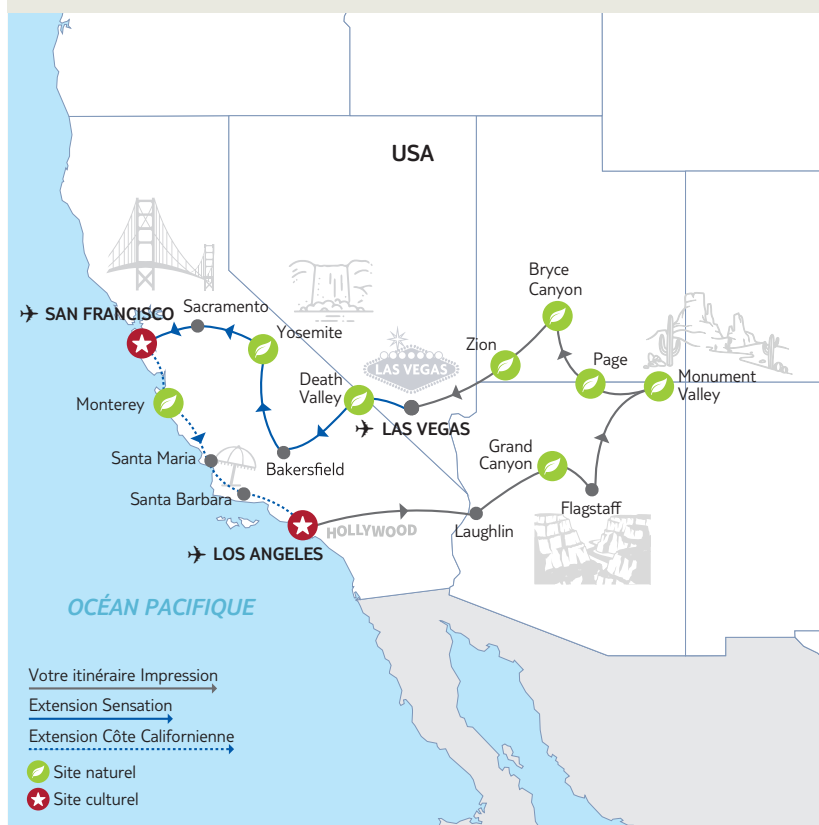 USA
Bryce
Canyon
SAN FRANCISCO
Sacramento
Yosemite
Zion
LAS VEGAS
Page
Monument
Valley
Death
Valley
Monterey
LAS VEGAS
Grand
Canyon
Santa Maria
Bakersfield
Santa Barbara
Flagstaff
Laughlin
HOLLYWOOD
LOS ANGELES
OCÉAN PACIFIQUE
Votre itinéraire Impression
Extension Sensation
Extension Côte Californienne
Site naturel
Site culturel